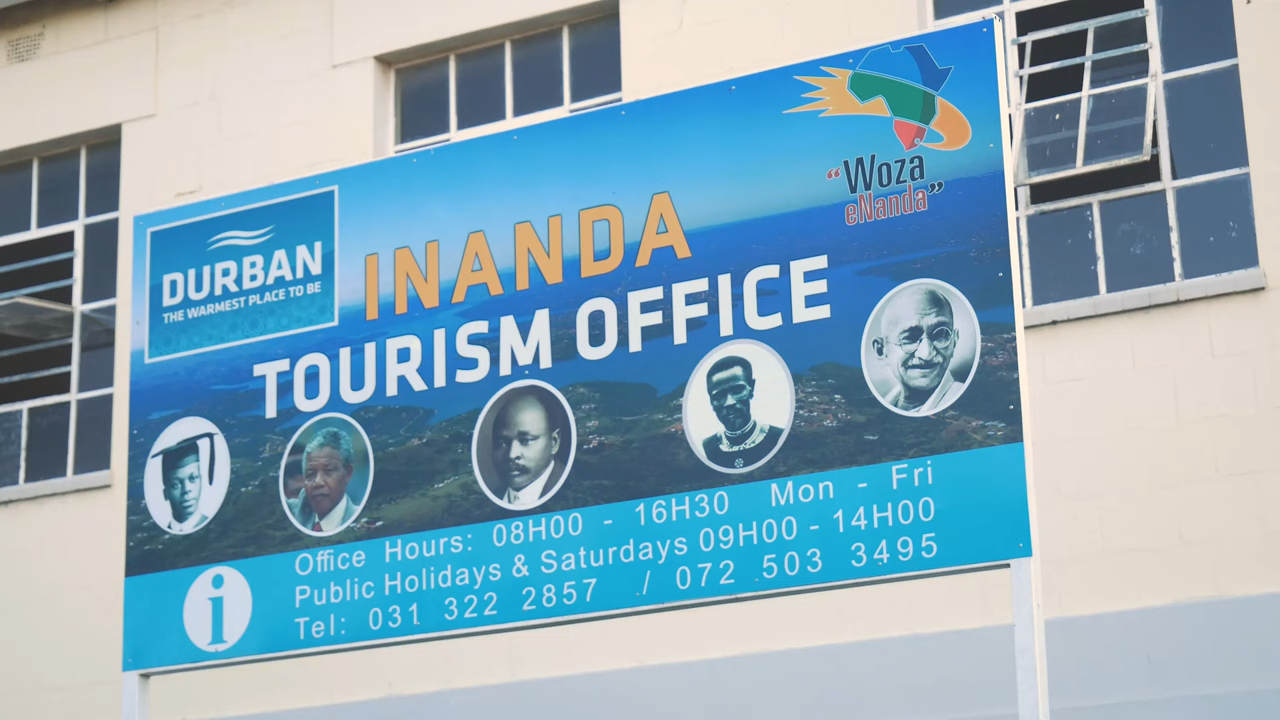 DURBAN
THE WARMEST PLACE TO BE
INANDA
TOURISM OFFICE
“Woza
eNanda”
Office Hours: 08H00 - 16H30 Mon - Fri
Public Holidays & Saturdays 09H00 - 14H00
Tel: 031 322 2857 / 072 503 3495
i